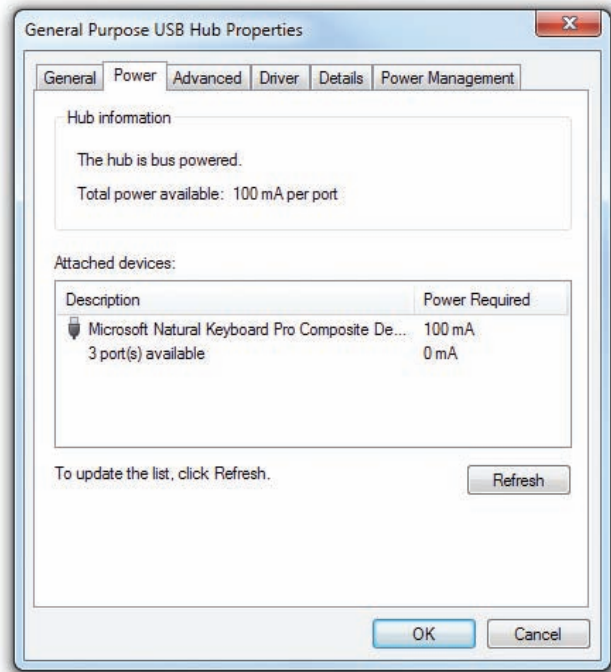 General Purpose USB Hub Properties
General Power Advanced Driver Details Power Management
Hub information
The hub is bus powered.
Total power available: 100 mA per port
Attached devices:
Description Power Required
Microsoft Natural Keyboard Pro Composite De... 100 mA
3 port(s) available 0 mA
To update the list, click Refresh. Refresh
OK Cancel